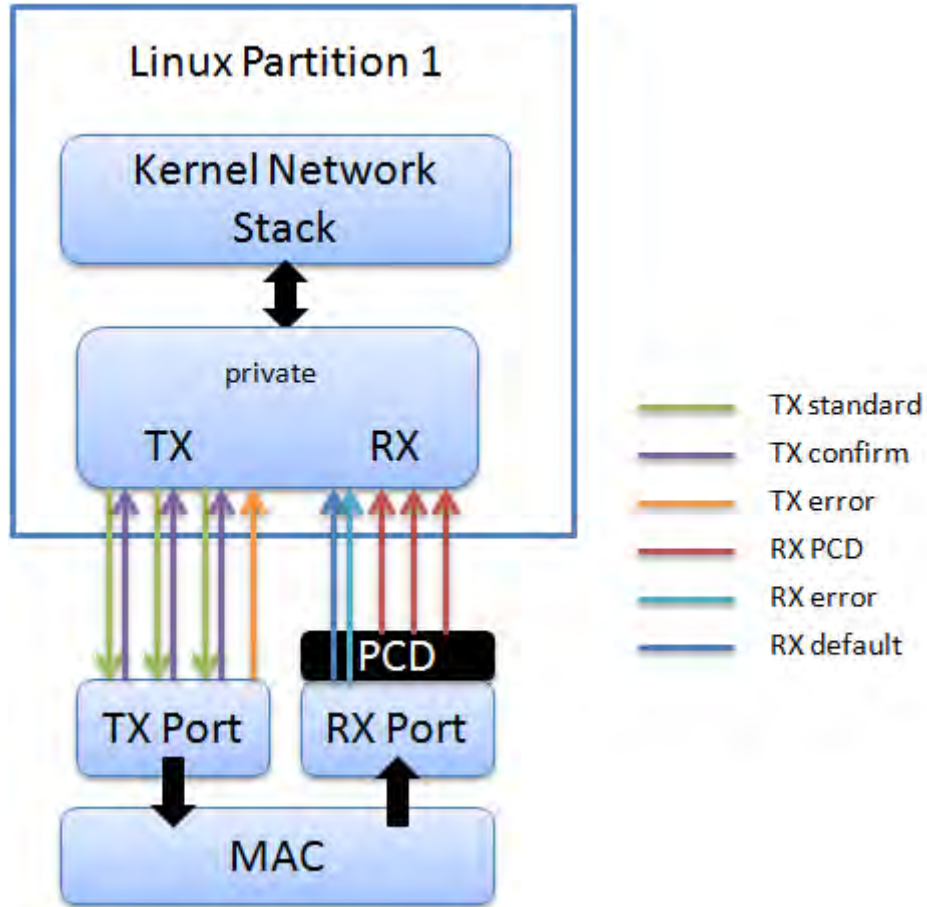 Linux Partition 1
Kernel Network
Stack
private
TX
RX
TX standard
TX confirm
TX error
RX PCD
RX error
RX default
PCD
TX Port
RX Port
MAC